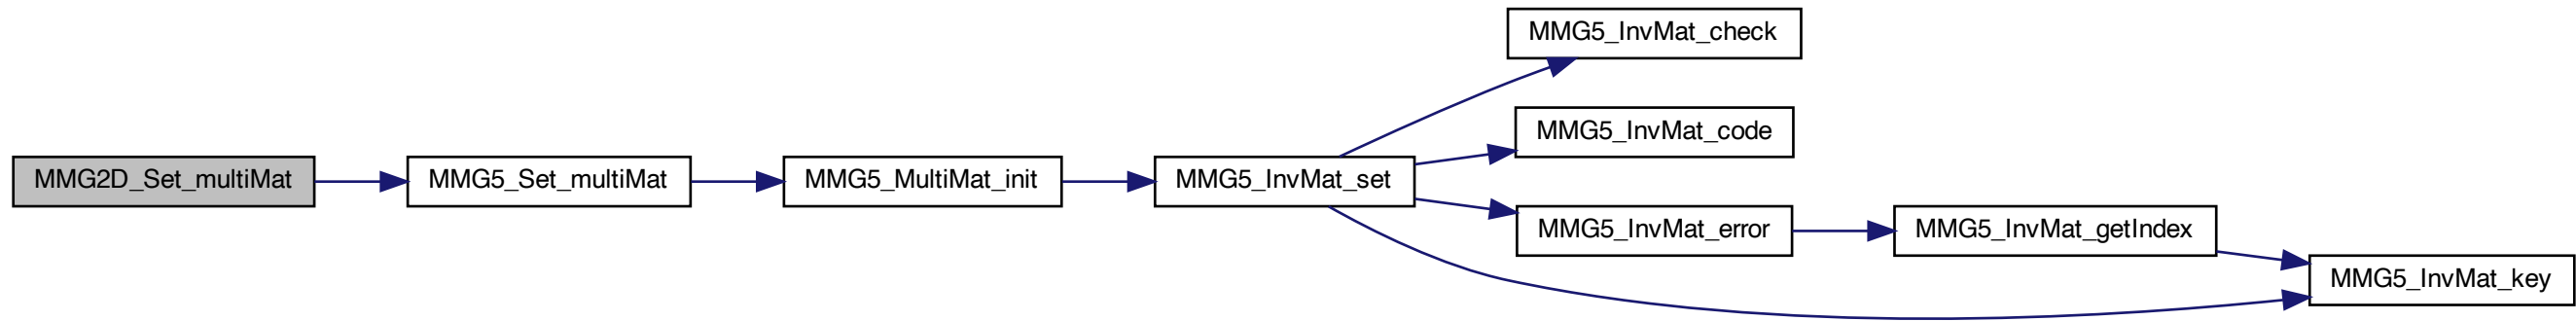 MMG2D_Set_multiMat
MMG5_Set_multiMat
MMG5_MultiMat_init
MMG5_InvMat_set
MMG5_InvMat_check
MMG5_InvMat_code
MMG5_InvMat_error
MMG5_InvMat_getIndex
MMG5_InvMat_key